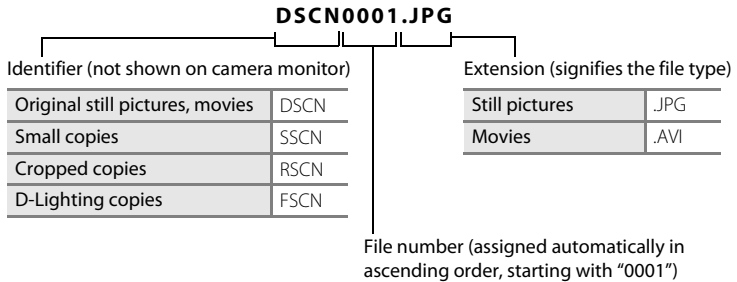 DSCN0001.JPG
Identifier (not shown on camera monitor)
Original still pictures, movies DSCN
Small copies SSCN
Cropped copies RSCN
D-Lighting copies FSCN
Extension (signifies the file type)
Still pictures .JPG
Movies .AVI
File number (assigned automatically in
ascending order, starting with “0001”)